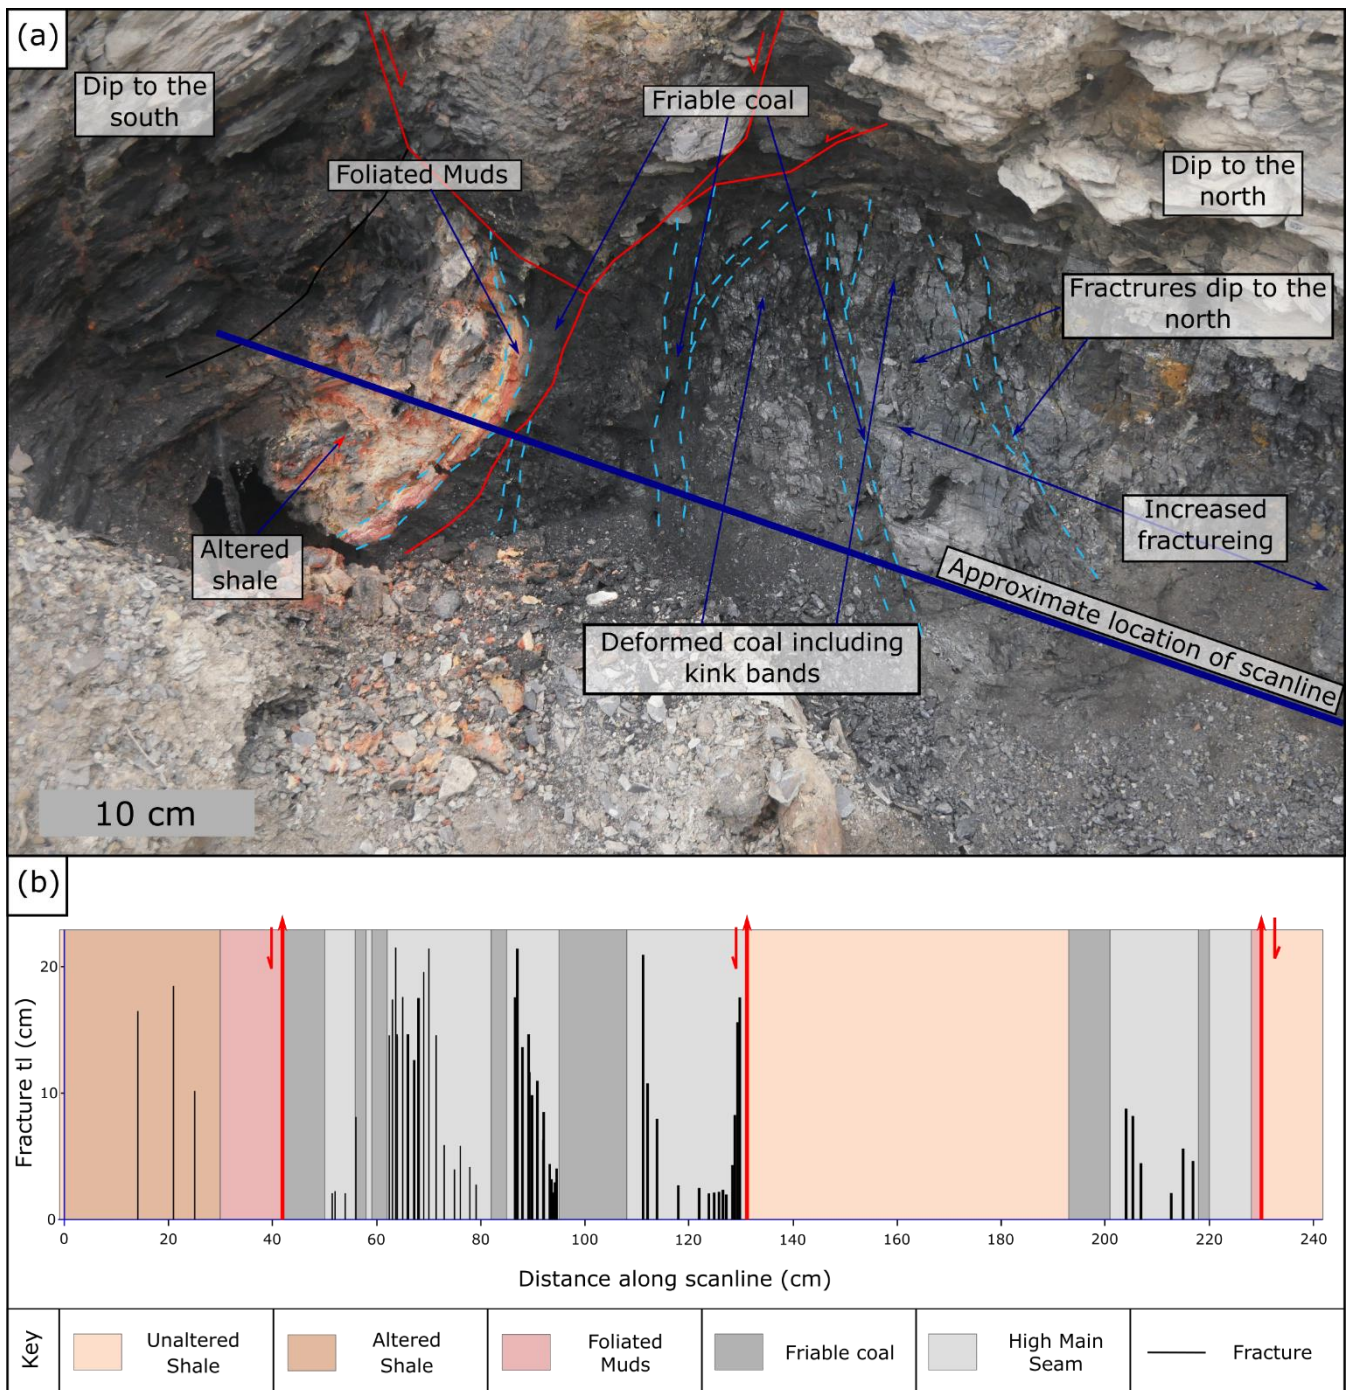 (a)
Dip to the
south
Friable coal
Foliated Muds
Dip to the
north
Fractrures dip to the
north
Increased
fractureing
Altered
shale
Approximate location of scanline
Deformed coal including
kink bands
10 cm
(b)
Fracture tl (cm)
20
10
0
0 20 40 60 80 100 120 140 160 180 200 220 240
Distance along scanline (cm)
Key
Unaltered
Shale
Altered
Shale
Foliated
Muds
Friable coal
High Main
Seam
Fracture